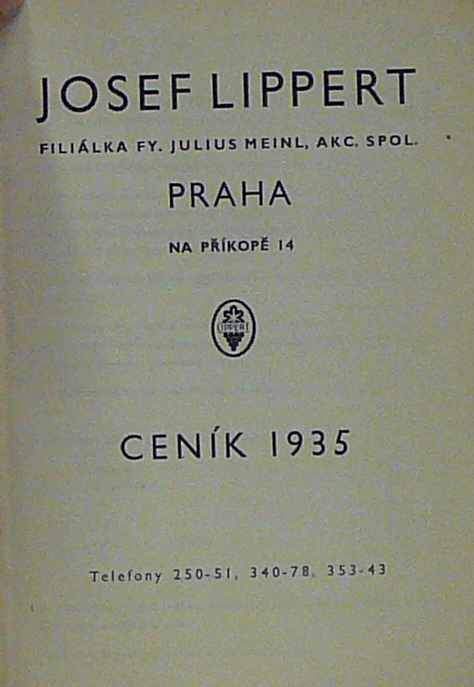 JOSEF LIPPERT
FILIÁLKA FY. JULIUS MEINL, AKC. SPOL.
PRAHA
NA PŘÍKOPĚ 14
LIPPERT
CENÍK 1935
Telefony 250-51, 340-78, 353-43